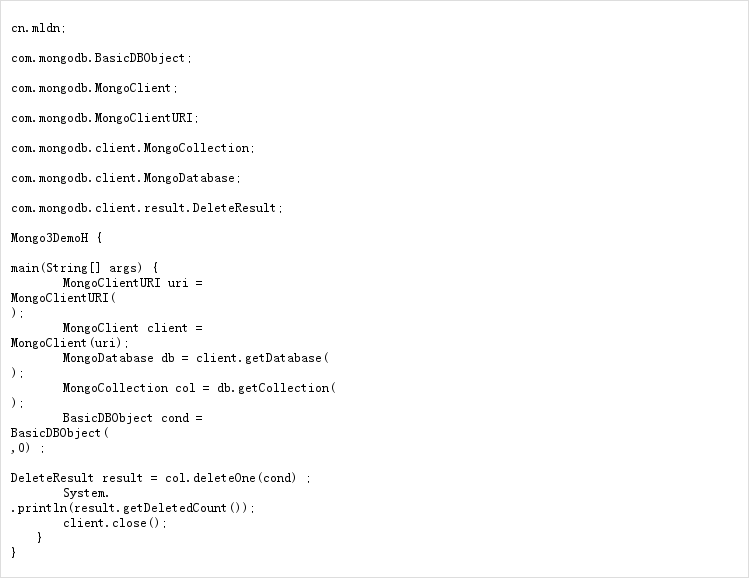 cn.mldn;
com.mongodb.BasicDBObject;
com.mongodb.MongoClient;
com.mongodb.MongoClientURI;
com.mongodb.client.MongoCollection;
com.mongodb.client.MongoDatabase;
com.mongodb.client.result.DeleteResult;
Mongo3DemoH {
main(String[] args) {
MongoClientURI uri =
MongoClientURI(
);
MongoClient client =
MongoClient(uri);
MongoDatabase db = client.getDatabase(
);
MongoCollection col = db.getCollection(
);
BasicDBObject cond =
BasicDBObject(
,0) ;
DeleteResult result = col.deleteOne(cond) ;
System.
.println(result.getDeletedCount());
client.close();
}
}